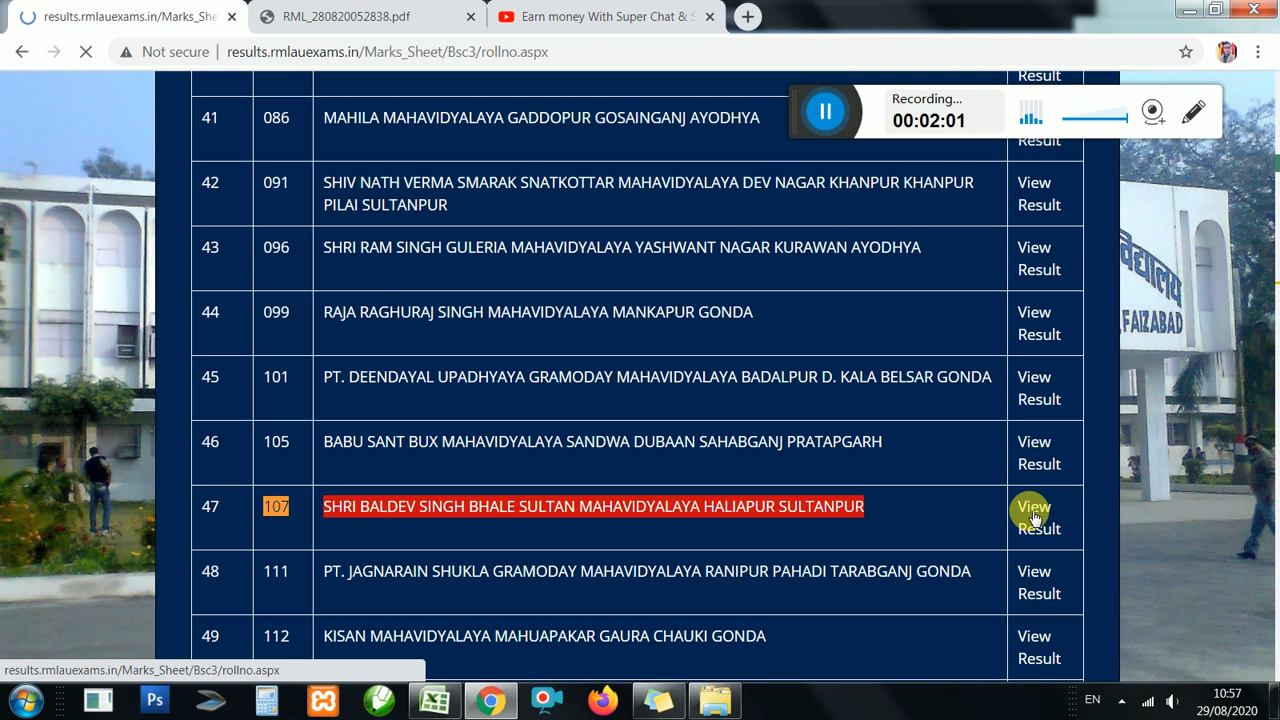 results.rmlauexams.in/Marks_She
RML_280820052838.pdf
Earn money With Super Chat & S
Not secure
results.rmlauexams.in/Marks_Sheet/Bsc3/rollno.aspx
Result
Recording...
00:02:01
41 086 MAHILA MAHAVIDYALAYA GADDOPUR GOSAINGANJ AYODHYA
Result
42 091 SHIV NATH VERMA SMARAK SNATKOTTAR MAHAVIDYALAYA DEV NAGAR KHANPUR KHANPUR View
PILAI SULTANPUR Result
43 096 SHRI RAM SINGH GULERIA MAHAVIDYALAYA YASHWANT NAGAR KURAWAN AYODHYA View
Result
44 099 RAJA RAGHURAJ SINGH MAHAVIDYALAYA MANKAPUR GONDA View
Result
45 101 PT. DEENDAYAL UPADHYAYA GRAMODAY MAHAVIDYALAYA BADALPUR D. KALA BELSAR GONDA View
Result
46 105 BABU SANT BUX MAHAVIDYALAYA SANDWA DUBAAN SAHABGANJ PRATAPGARH View
Result
47 107 SHRI BALDEV SINGH BHALE SULTAN MAHAVIDYALAYA HALIAPUR SULTANPUR View
Result
48 111 PT. JAGNARAIN SHUKLA GRAMODAY MAHAVIDYALAYA RANIPUR PAHADI TARABGANJ GONDA View
Result
49 112 KISAN MAHAVIDYALAYA MAHUAPAKAR GAURA CHAUKI GONDA View
Result
FAIZABAD
results.rmlauexams.in/Marks_Sheet/Bsc3/rollno.aspx
Ps
EN
10:57
29/08/2020